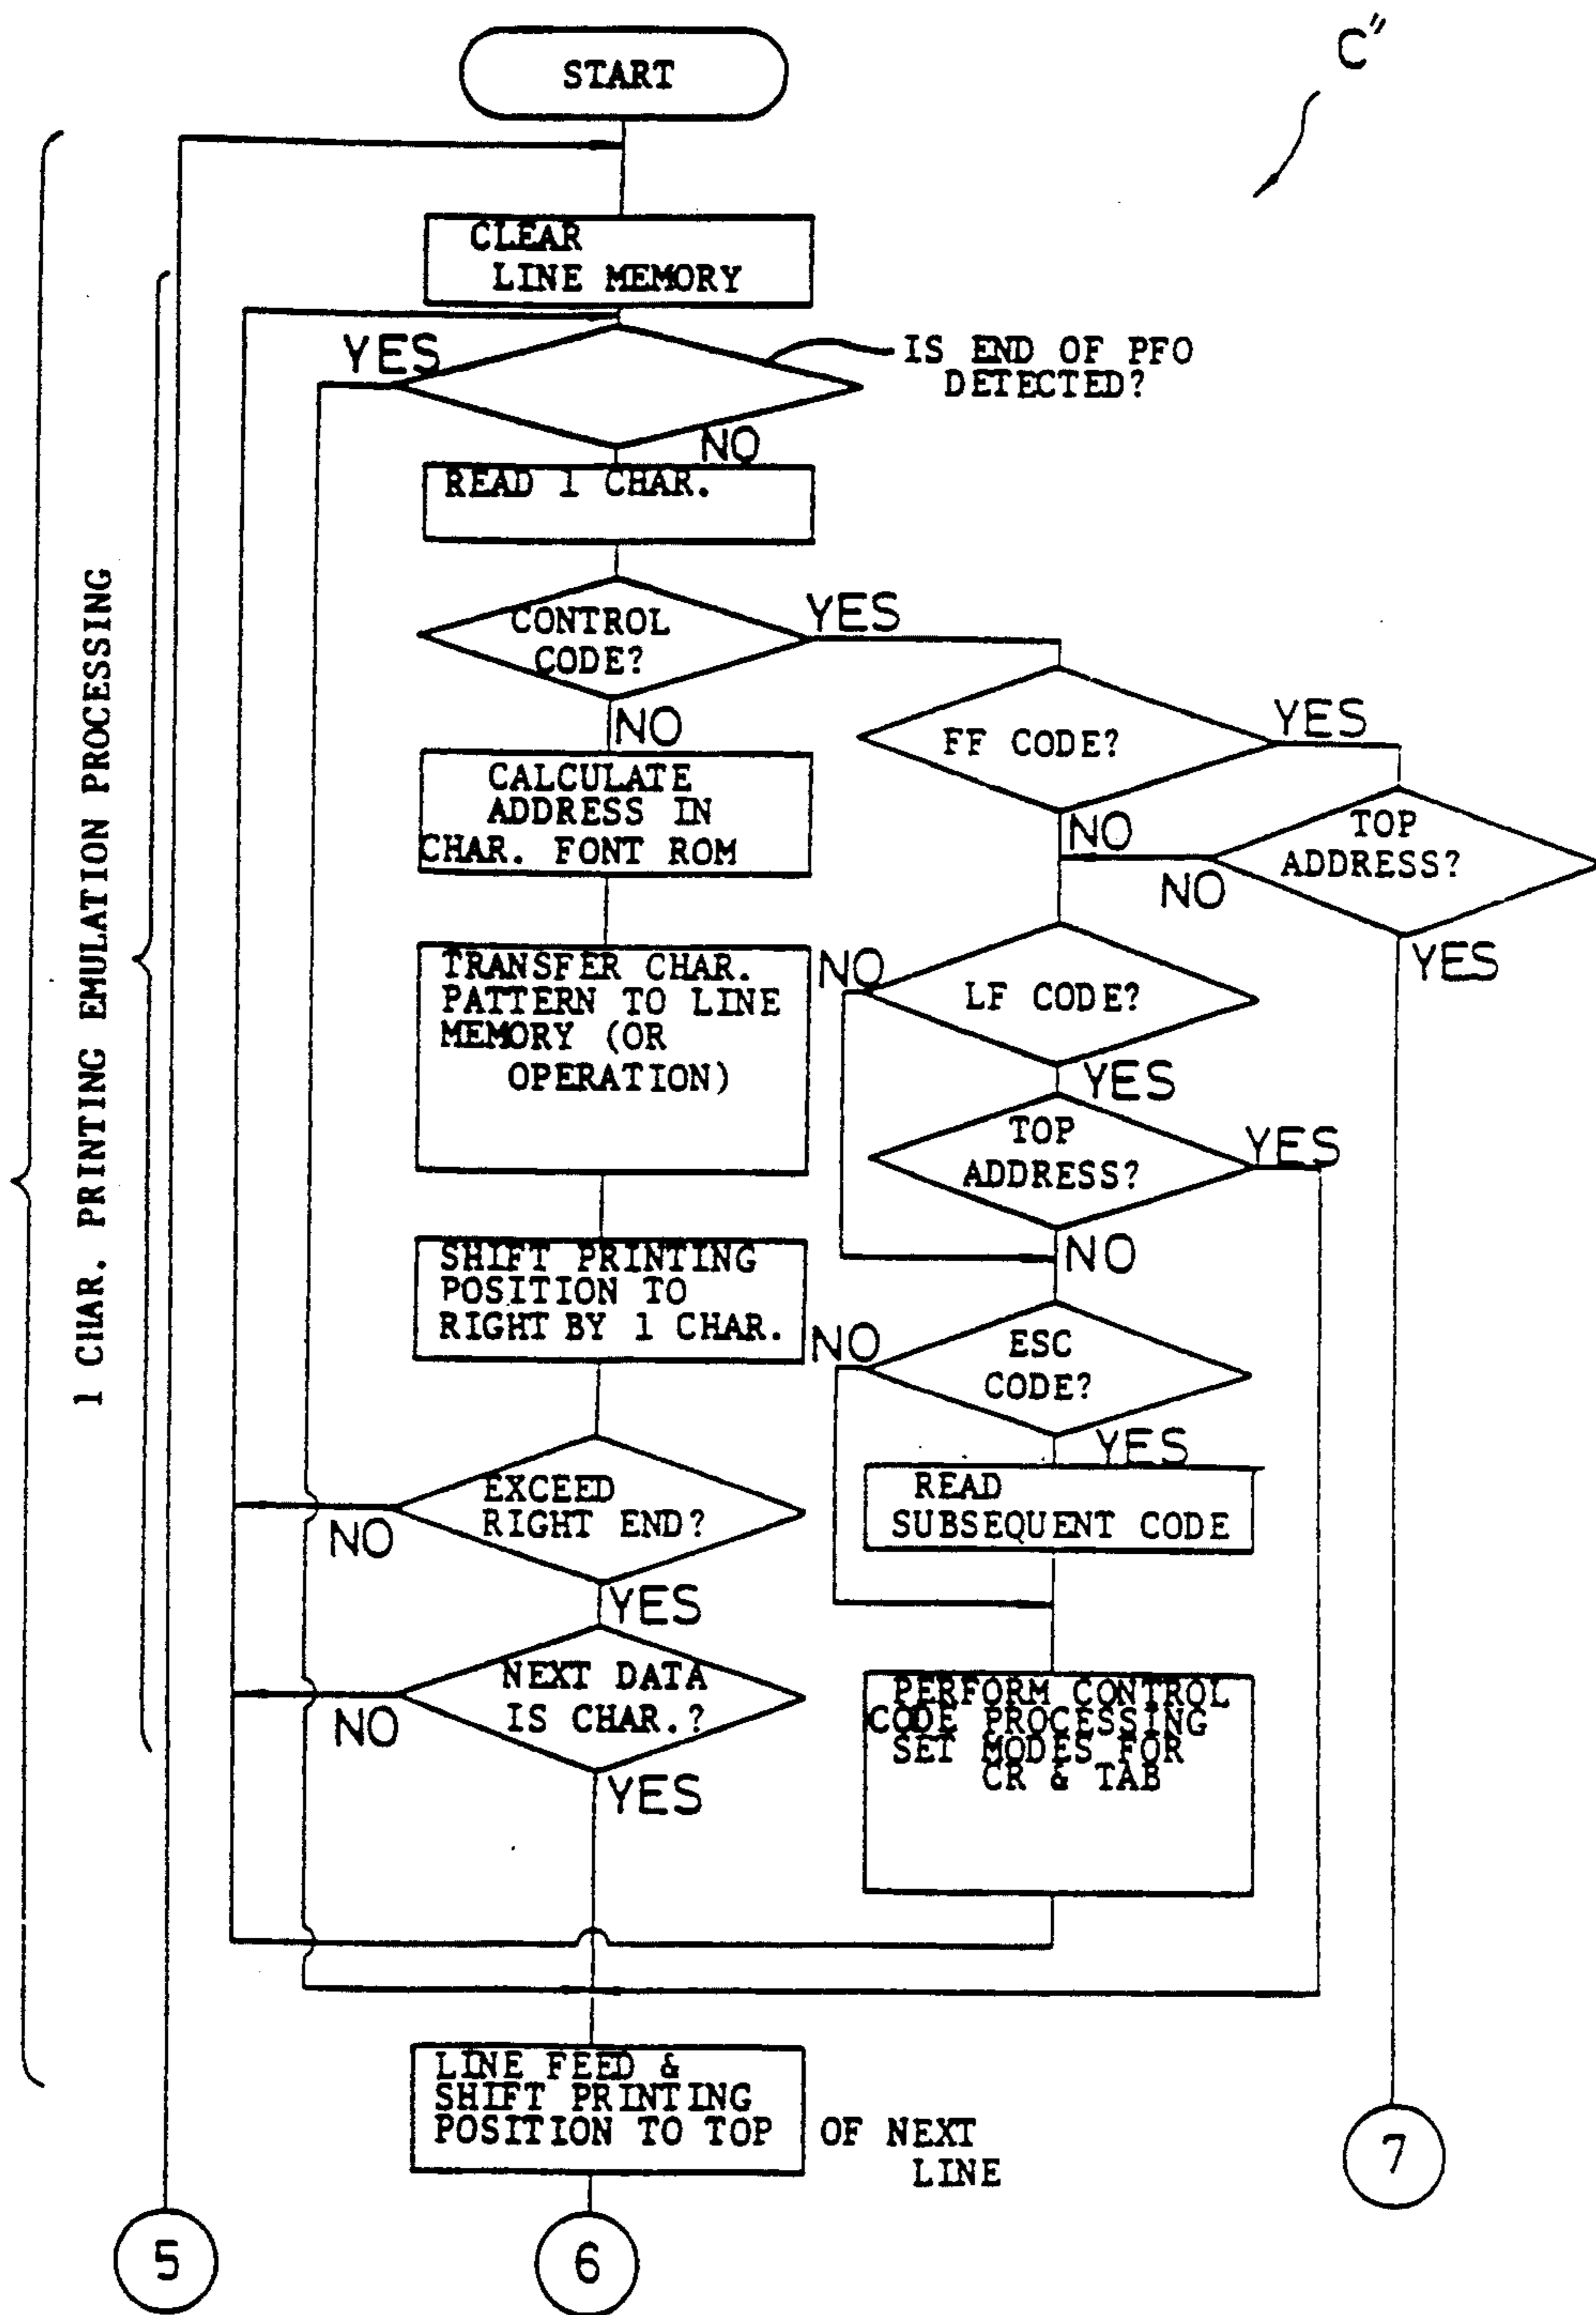 C"
START
CLEAR
LINE MEMORY
YES
IS END OF PFO
DETECTED?
NO
READ 1 CHAR.
CONTROL
CODE?
YES
NO
FF CODE?
YES
NO
TOP
ADDRESS?
NO
YES
CALCULATE
ADDRESS IN
CHAR. FONT ROM
TRANSFER CHAR.
PATTERN TO LINE
MEMORY (OR
OPERATION)
NO
LF CODE?
YES
TOP
ADDRESS?
YES
NO
SHIFT PRINTING
POSITION TO
RIGHT BY 1 CHAR.
NO
ESC
CODE?
YES
READ
SUBSEQUENT CODE
EXCEED
RIGHT END?
NO
YES
NEXT DATA
IS CHAR.?
NO
YES
PERFORM CONTROL
CODE PROCESSING
SET MODES FOR
CR & TAB
LINE FEED &
SHIFT PRINTING
POSITION TO TOP OF NEXT
LINE
1 CHAR. PRINTING EMULATION PROCESSING
5
6
7